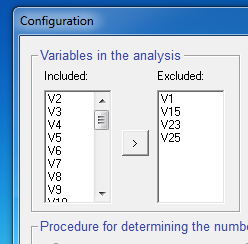 Configuration
Variables in the analysis
Included:
Excluded:
V2
V3
V4
V5
V6
V7
V8
V9
V1
V15
V23
V25
>
Procedure for determining the